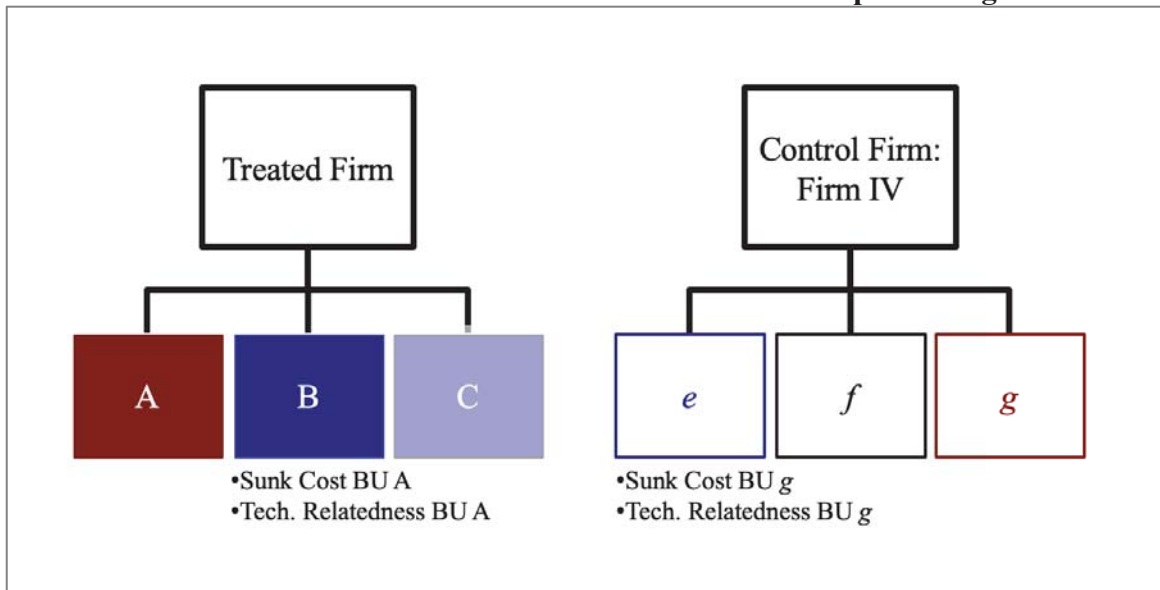 Treated Firm
Control Firm:
Firm IV
A
B
C
e
f
g
•Sunk Cost BU A
•Tech. Relatedness BU A
•Sunk Cost BU g
•Tech. Relatedness BU g